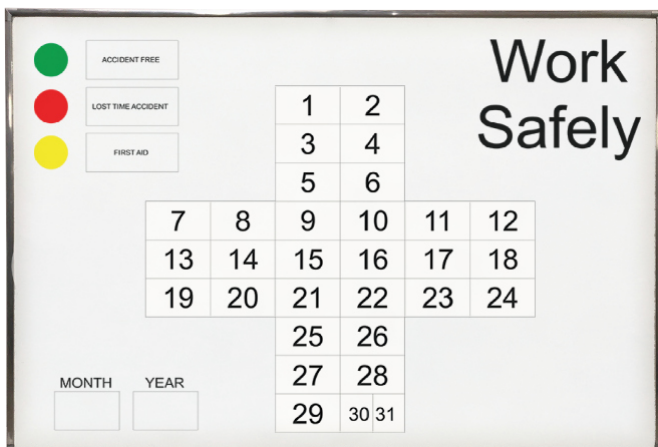 Work
Safely
ACCIDENT FREE
LOST TIME ACCIDENT
FIRST AID
1 2
3 4
5 6
7 8 9 10 11 12
13 14 15 16 17 18
19 20 21 22 23 24
25 26
27 28
29 30 31
MONTH YEAR